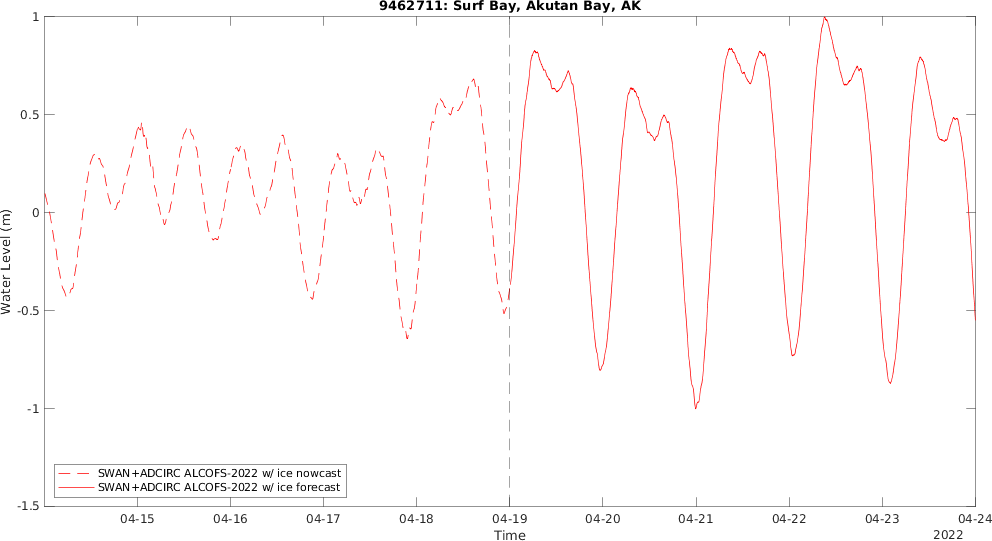 9462711: Surf Bay, Akutan Bay, AK
1
0.5
0
-0.5
-1
-1.5
Water Level (m)
SWAN+ADCIRC ALCOFS-2022 w/ ice nowcast
SWAN+ADCIRC ALCOFS-2022 w/ ice forecast
04-15 04-16 04-17 04-18 04-19 04-20 04-21 04-22 04-23 04-24
Time
2022